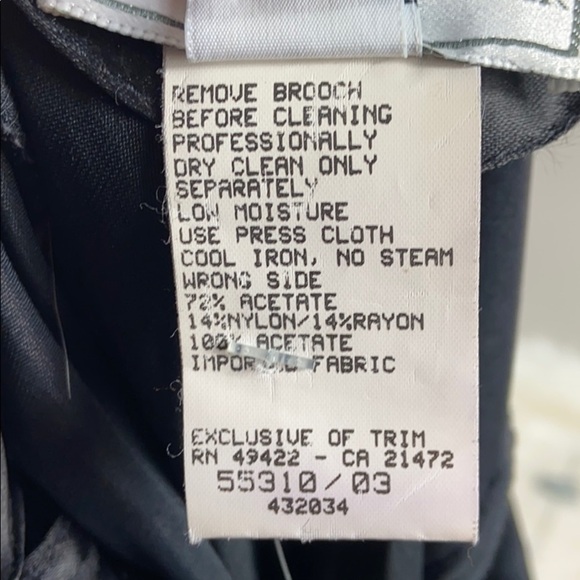 REMOVE BROOCH
BEFORE CLEANING
PROFESSIONALLY
DRY CLEAN ONLY
SEPARATELY
LOW MOISTURE
USE PRESS CLOTH
COOL IRON, NO STEAM
WRONG SIDE
72% ACETATE
14%NYLON/14%RAYON
100% ACETATE
IMPORTED FABRIC
EXCLUSIVE OF TRIM
RN 49422 - CA 21472
55310/03
432034